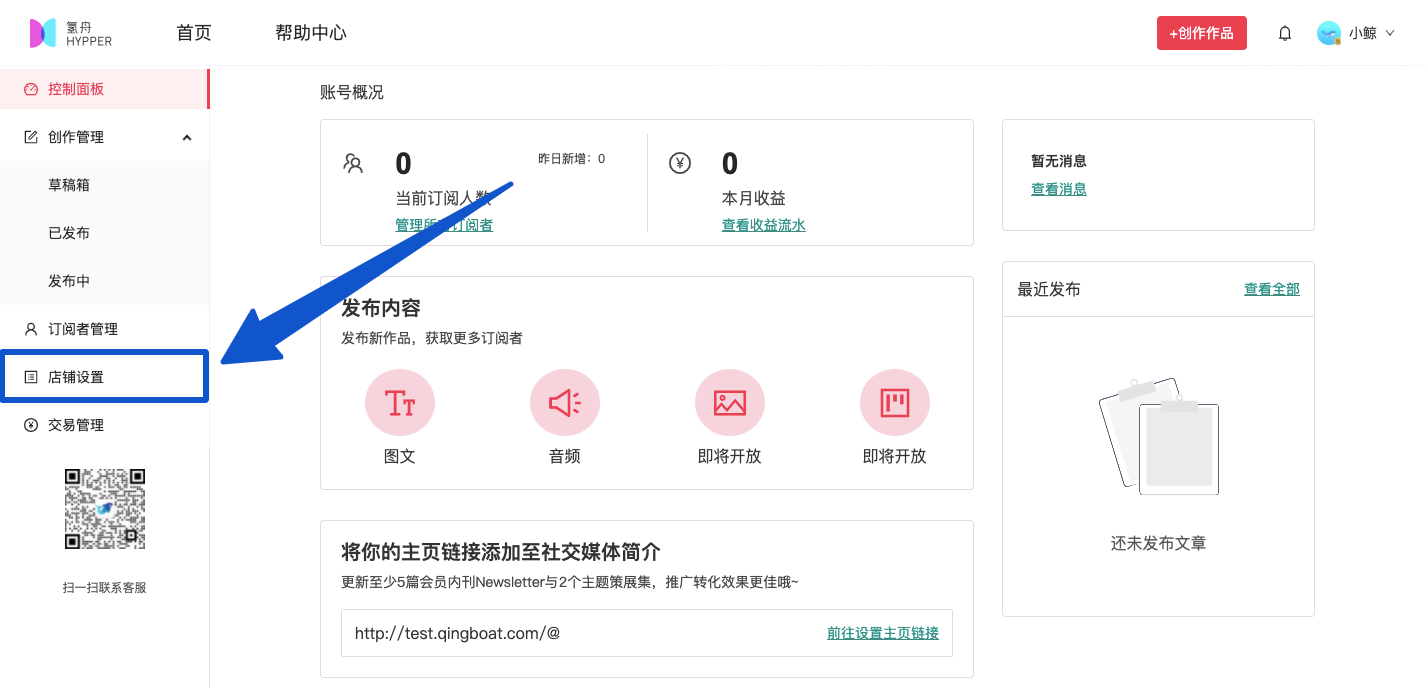 氢舟
HYPPER
首页
帮助中心
+创作作品
小鲸
控制面板
创作管理
草稿箱
已发布
发布中
订阅者管理
店铺设置
交易管理
扫一扫联系客服
账号概况
0
昨日新增：0
当前订阅人数
管理所有订阅者
0
本月收益
查看收益流水
暂无消息
查看消息
发布内容
发布新作品，获取更多订阅者
图文
音频
即将开放
即将开放
最近发布
查看全部
还未发布文章
将你的主页链接添加至社交媒体简介
更新至少5篇会员内刊Newsletter与2个主题策展集，推广转化效果更佳哦~
http://test.qingboat.com/@
前往设置主页链接